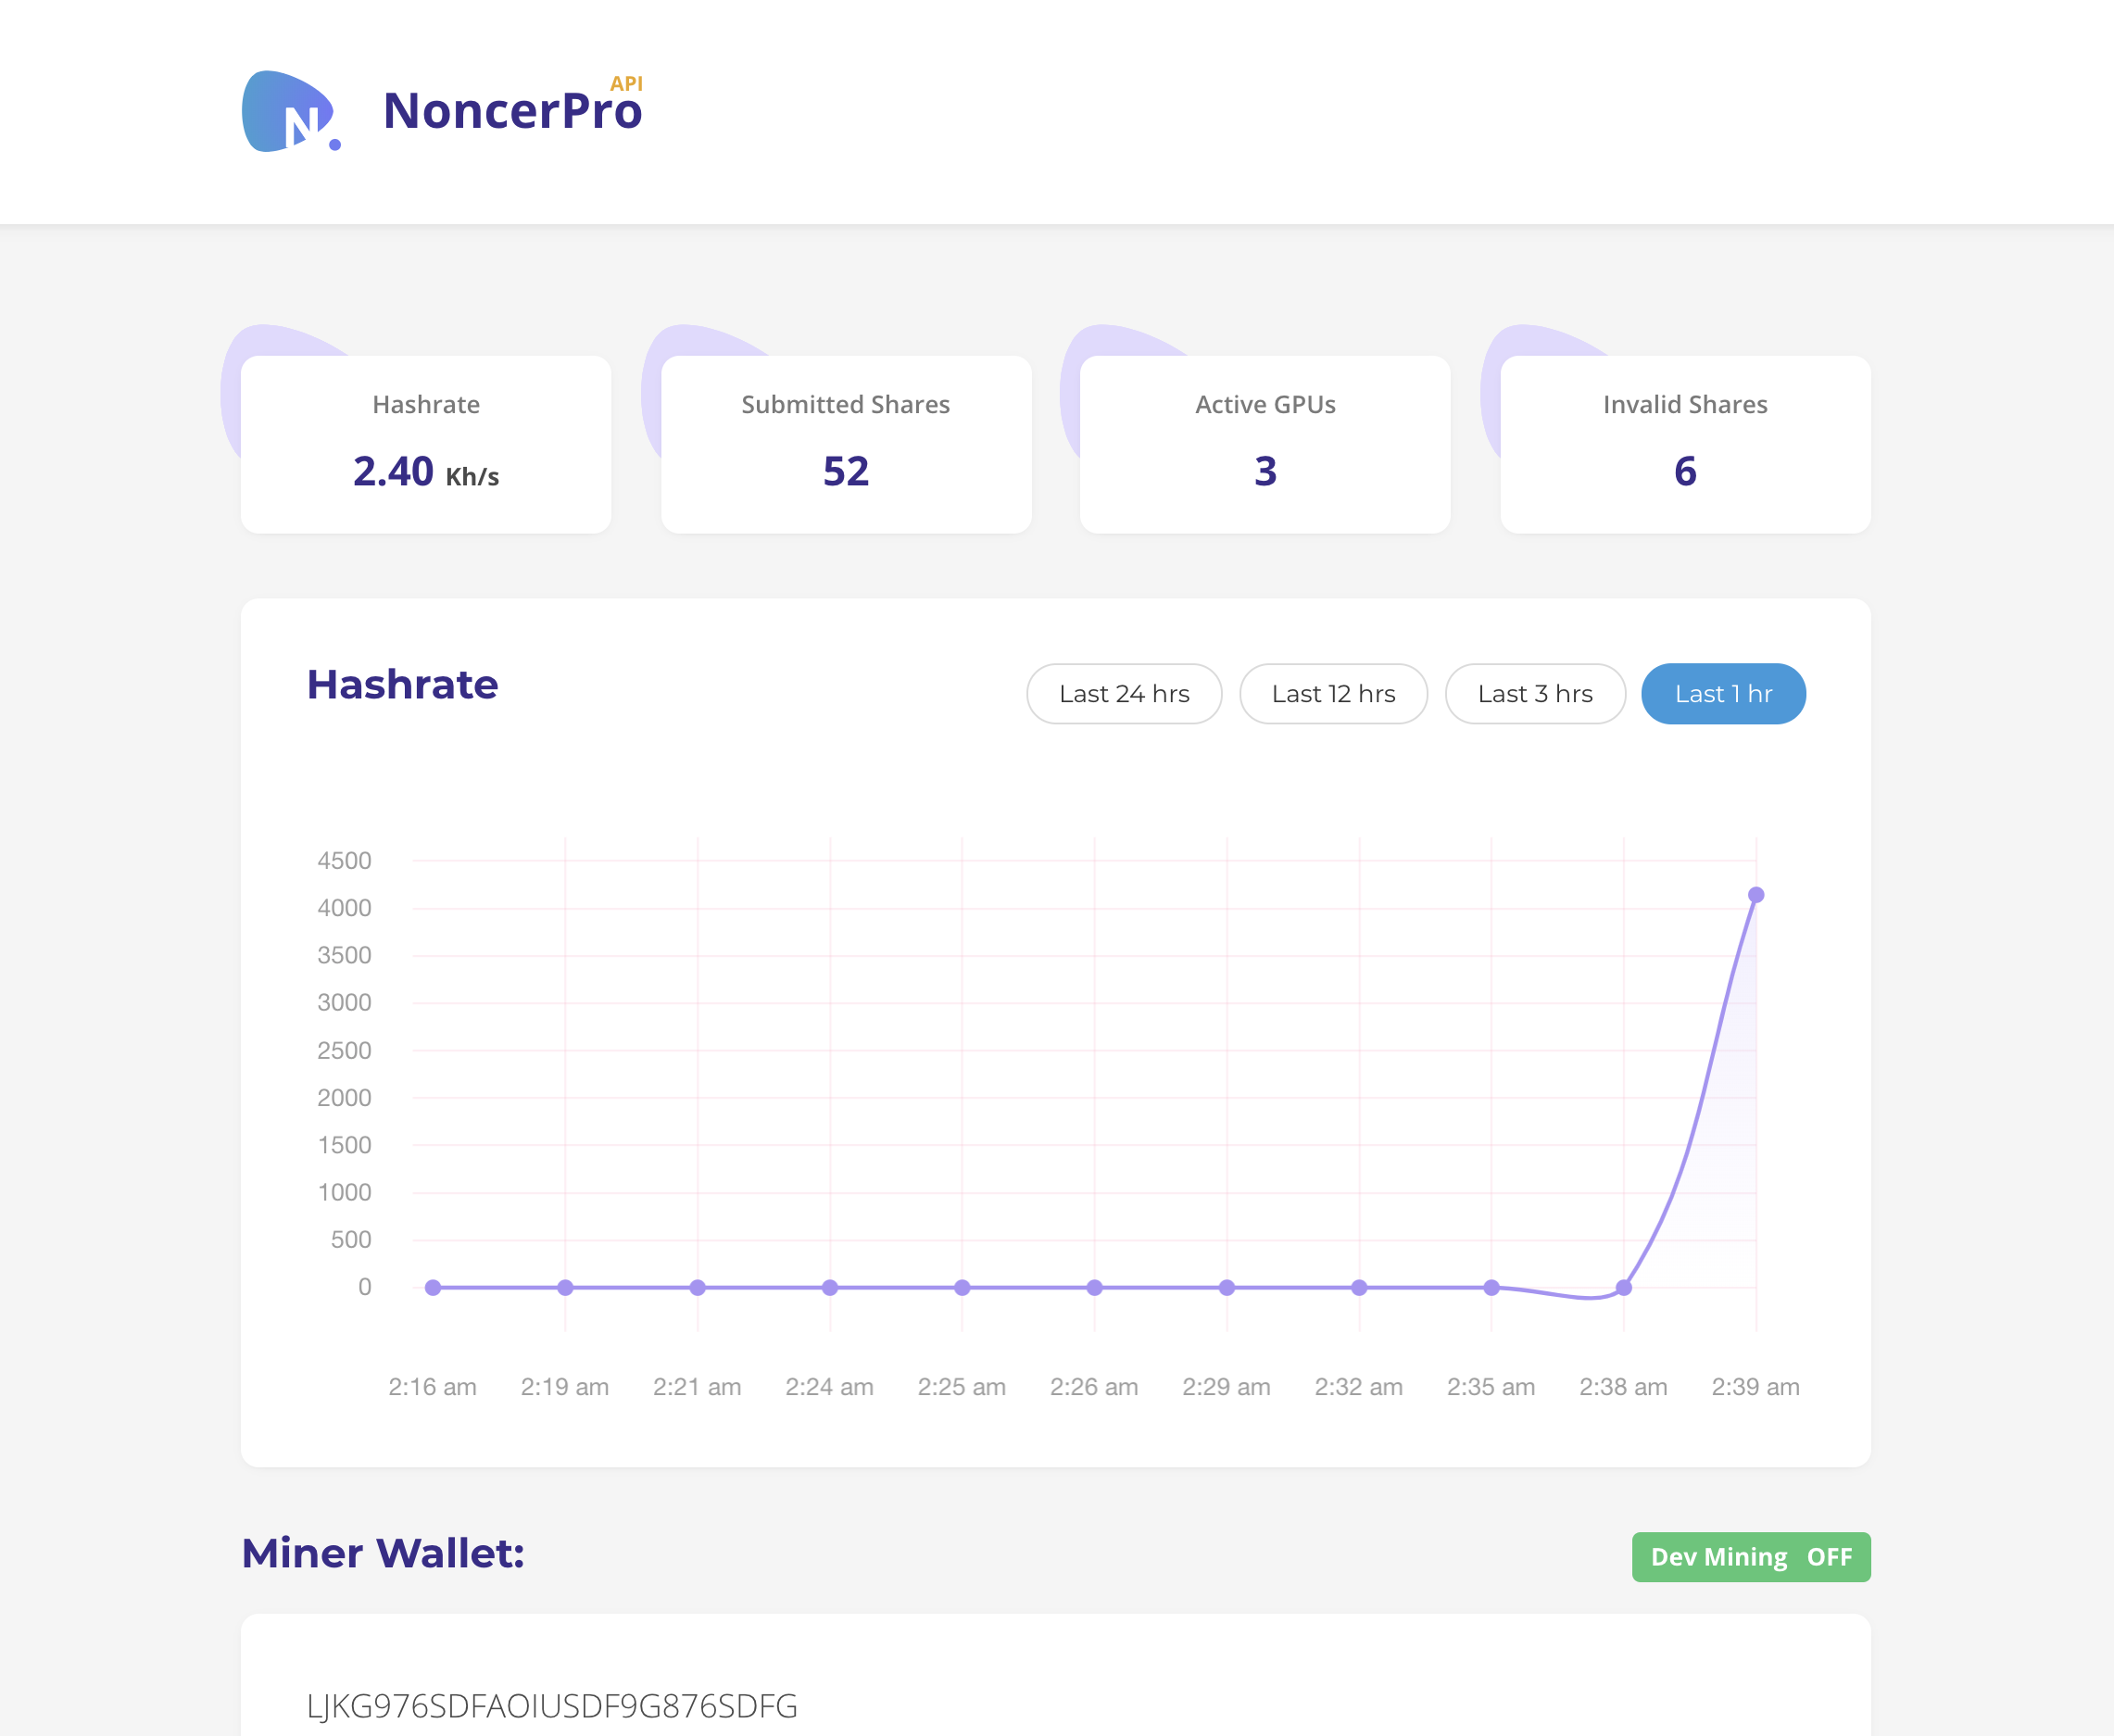 N.
NoncerPro API
Hashrate
2.40 Kh/s
Submitted Shares
52
Active GPUs
3
Invalid Shares
6
Hashrate
Last 24 hrs
Last 12 hrs
Last 3 hrs
Last 1 hr
4500
4000
3500
3000
2500
2000
1500
1000
500
0
2:16 am 2:19 am 2:21 am 2:24 am 2:25 am 2:26 am 2:29 am 2:32 am 2:35 am 2:38 am 2:39 am
Miner Wallet:
Dev Mining OFF
LJKG976SDFAOIUSDF9G876SDFG